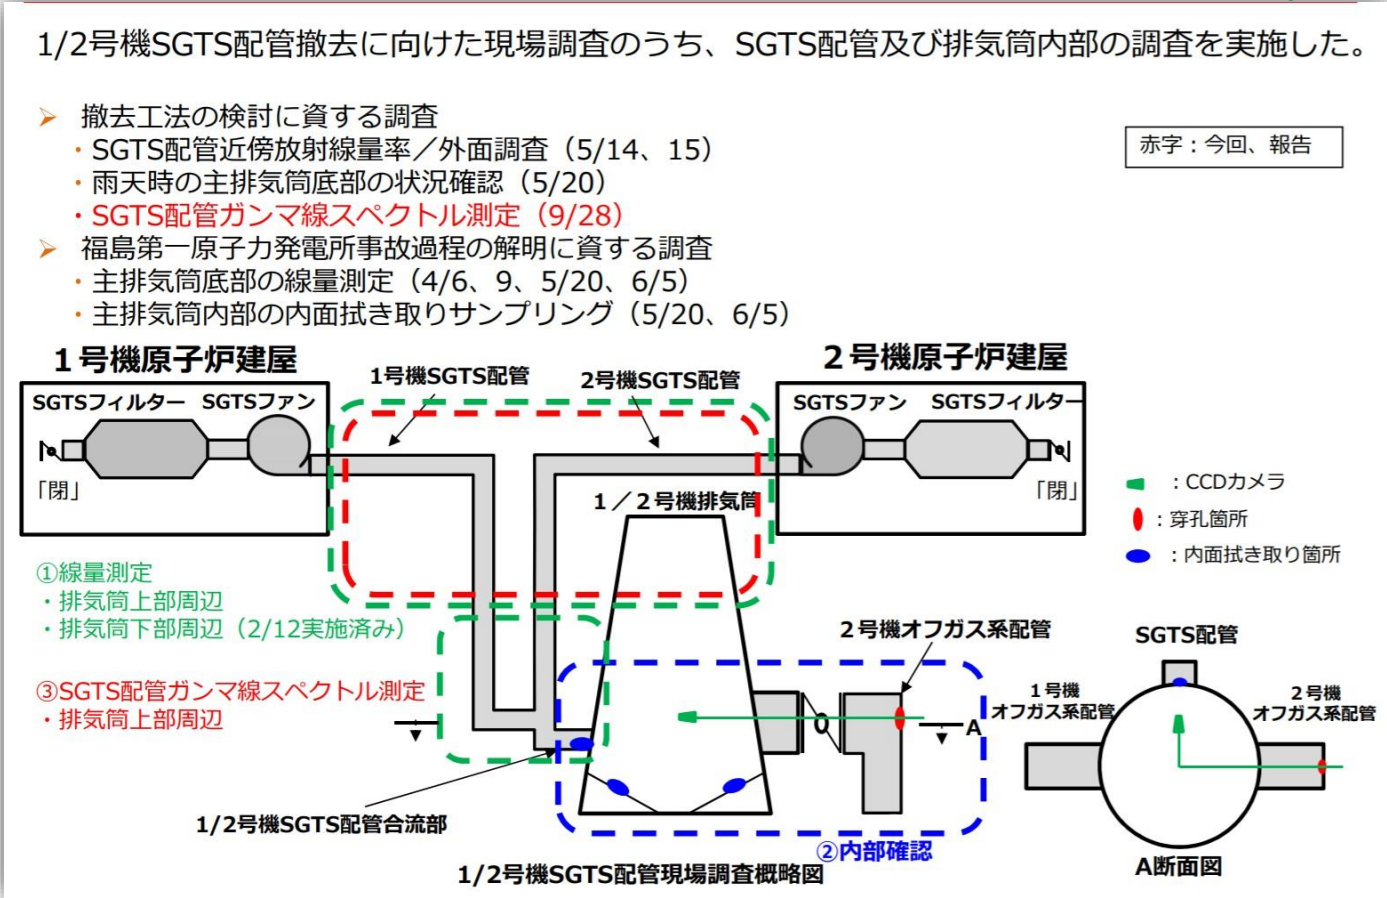 1/2号機SGTS配管撤去に向けた現場調査のうち、SGTS配管及び排気筒内部の調査を実施した。
撤去工法の検討に資する調査
・SGTS配管近傍放射線量率／外面調査（5/14、15）
・雨天時の主排気筒底部の状況確認（5/20）
・SGTS配管ガンマ線スペクトル測定（9/28）
福島第一原子力発電所事故過程の解明に資する調査
・主排気筒底部の線量測定（4/6、9、5/20、6/5）
・主排気筒内部の内面拭き取りサンプリング（5/20、6/5）
赤字：今回、報告
１号機原子炉建屋
SGTSフィルター SGTSファン
「閉」
1号機SGTS配管
2号機SGTS配管
２号機原子炉建屋
SGTSファン SGTSフィルター
「閉」
１／２号機排気筒
：CCDカメラ
：穿孔箇所
：内面拭き取り箇所
①線量測定
・排気筒上部周辺
・排気筒下部周辺（2/12実施済み）
③SGTS配管ガンマ線スペクトル測定
・排気筒上部周辺
２号機オフガス系配管
A
1/2号機SGTS配管合流部
②内部確認
1/2号機SGTS配管現場調査概略図
SGTS配管
１号機
オフガス系配管
２号機
オフガス系配管
A断面図